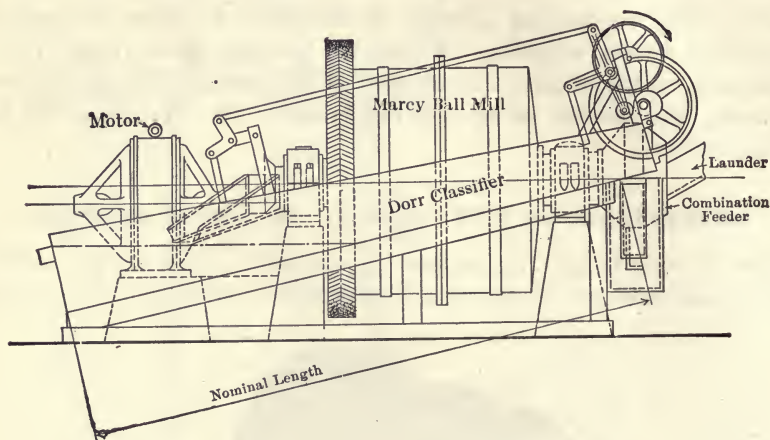 Marcy Ball Mill
Motor
Launder
Dorr Classifier
Combination
Feeder
Nominal Length